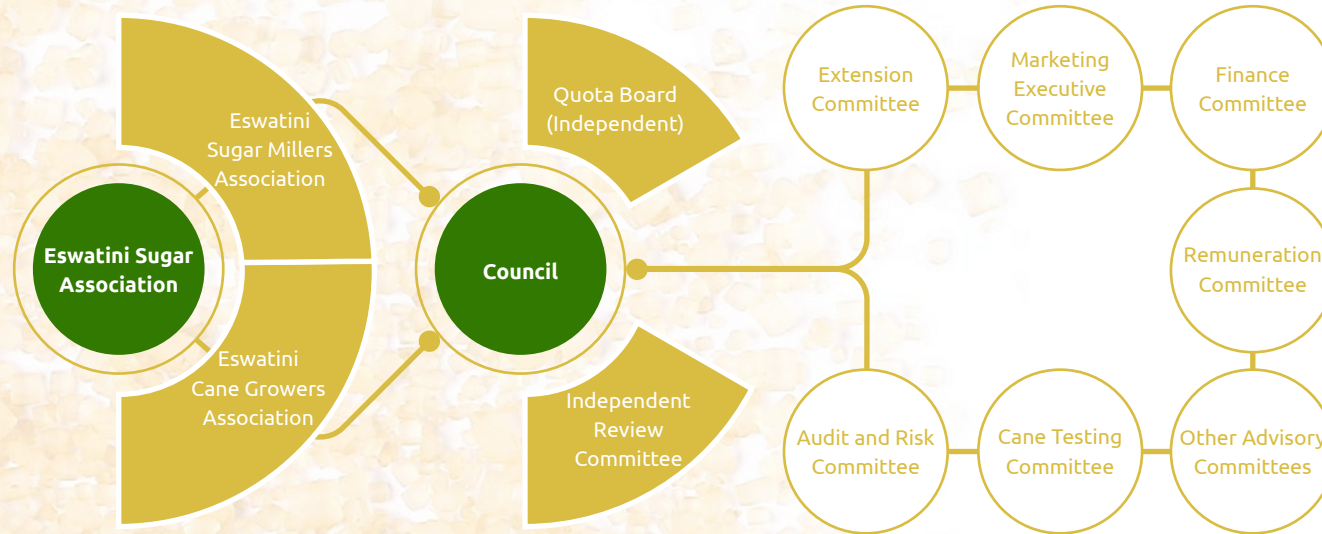 Eswatini Sugar
Association
Eswatini
Sugar Millers
Association
Eswatini
Cane Growers
Association
Council
Quota Board
(Independent)
Independent
Review
Committee
Extension
Committee
Marketing
Executive
Committee
Finance
Committee
Remuneration
Committee
Audit and Risk
Committee
Cane Testing
Committee
Other Advisory
Committees